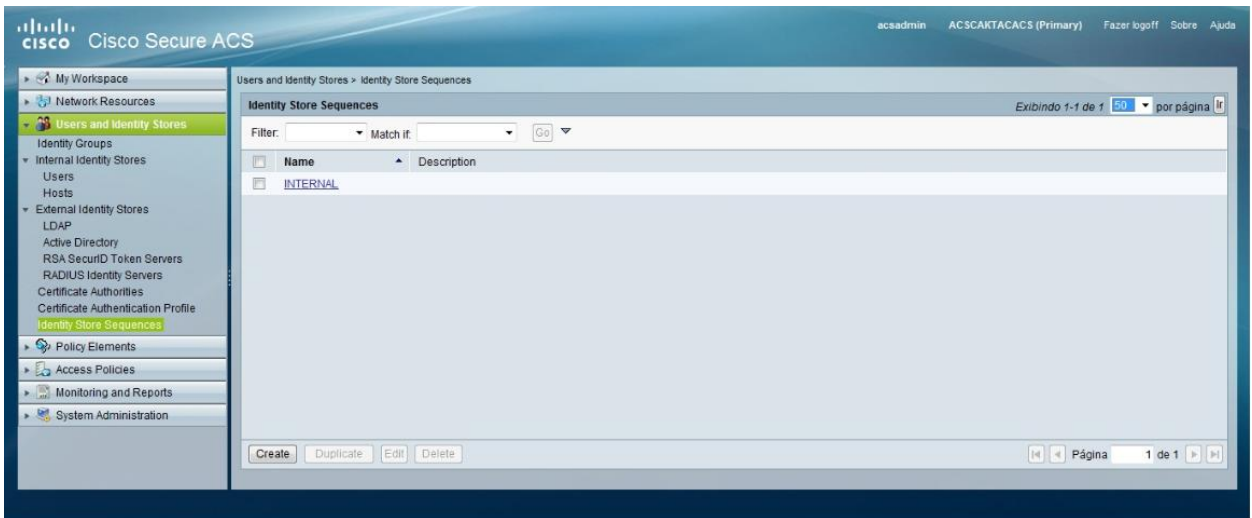 CISCO Cisco Secure ACS
acsadmin ACSCAKTACACS (Primary) Fazer logoff Sobre Ajuda
My Workspace
Network Resources
Users and Identity Stores
Identity Groups
Internal Identity Stores
Users
Hosts
External Identity Stores
LDAP
Active Directory
RSA SecurID Token Servers
RADIUS Identity Servers
Certificate Authorities
Certificate Authentication Profile
Identity Store Sequences
Policy Elements
Access Policies
Monitoring and Reports
System Administration
Users and Identity Stores > Identity Store Sequences
Identity Store Sequences Exibindo 1-1 de 1 50 por página Ir
Filter: Match if: Go
Name Description
INTERNAL
Create Duplicate Edit Delete Página 1 de 1